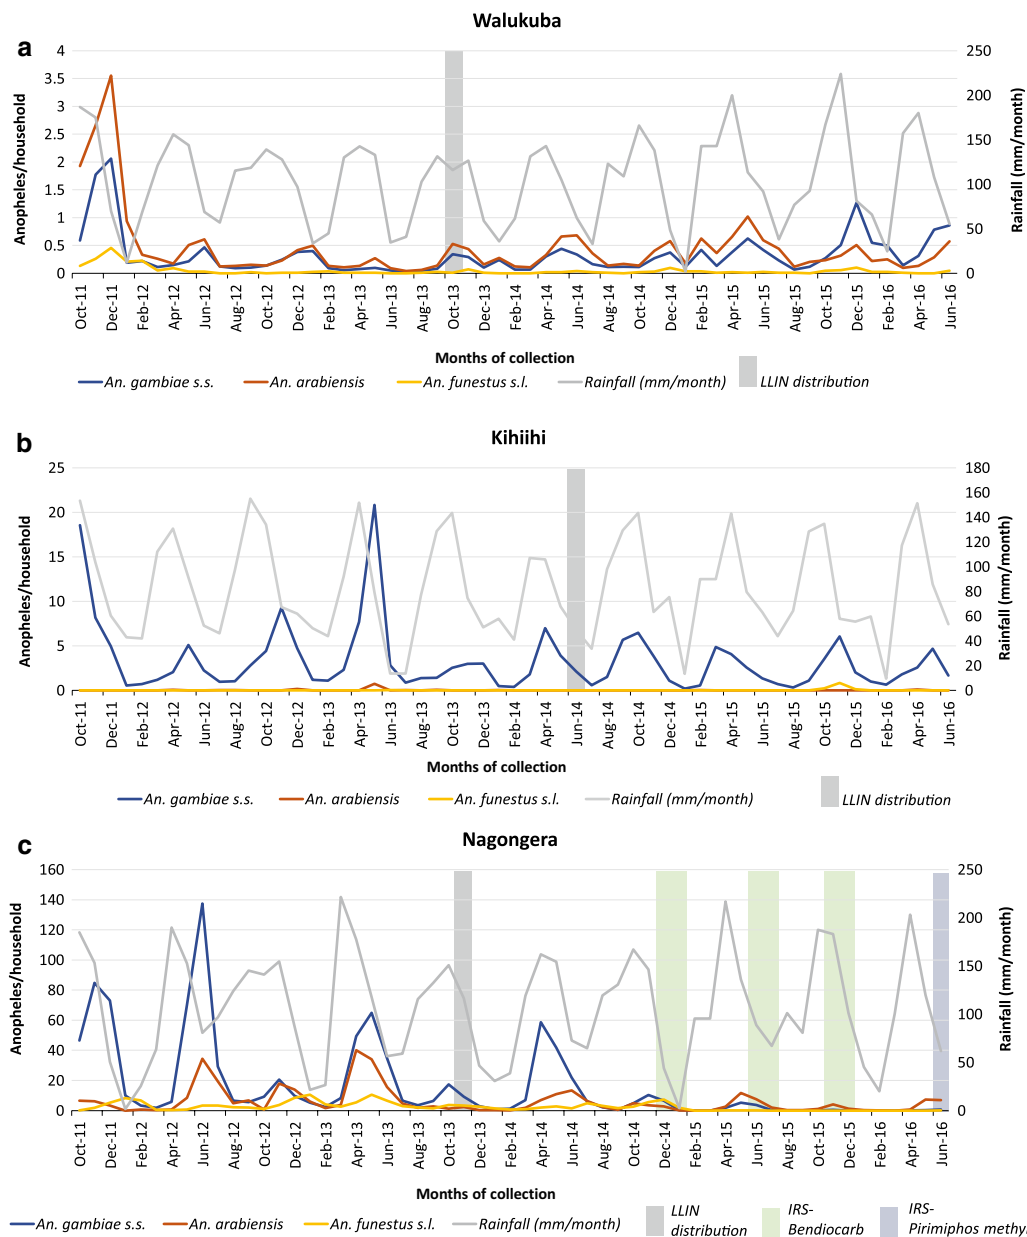 Walukuba
a
4
3.5
3
2.5
2
1.5
1
0.5
0
250
200
150
100
50
0
Anopheles/household
Rainfall (mm/month)
Oct-11 Dec-11 Feb-12 Apr-12 Jun-12 Aug-12 Oct-12 Dec-12 Feb-13 Apr-13 Jun-13 Aug-13 Oct-13 Dec-13 Feb-14 Apr-14 Jun-14 Aug-14 Oct-14 Dec-14 Feb-15 Apr-15 Jun-15 Aug-15 Oct-15 Dec-15 Feb-16 Apr-16 Jun-16
Months of collection
An. gambiae s.s. An. arabiensis An. funestus s.l. Rainfall (mm/month) LLIN distribution
b
Kihiihi
25
20
15
10
5
0
180
160
140
120
100
80
60
40
20
0
Anopheles/household
Rainfall (mm/month)
Oct-11 Dec-11 Feb-12 Apr-12 Jun-12 Aug-12 Oct-12 Dec-12 Feb-13 Apr-13 Jun-13 Aug-13 Oct-13 Dec-13 Feb-14 Apr-14 Jun-14 Aug-14 Oct-14 Dec-14 Feb-15 Apr-15 Jun-15 Aug-15 Oct-15 Dec-15 Feb-16 Apr-16 Jun-16
Months of collection
An. gambiae s.s. An. arabiensis An. funestus s.l. Rainfall (mm/month) LLIN distribution
c
Nagongera
160
140
120
100
80
60
40
20
0
250
200
150
100
50
0
Anopheles/household
Rainfall (mm/month)
Oct-11 Dec-11 Feb-12 Apr-12 Jun-12 Aug-12 Oct-12 Dec-12 Feb-13 Apr-13 Jun-13 Aug-13 Oct-13 Dec-13 Feb-14 Apr-14 Jun-14 Aug-14 Oct-14 Dec-14 Feb-15 Apr-15 Jun-15 Aug-15 Oct-15 Dec-15 Feb-16 Apr-16 Jun-16
Months of collection
An. gambiae s.s. An. arabiensis An. funestus s.l. Rainfall (mm/month)
LLIN
distribution
IRS-
Bendiocarb
IRS-
Pirimiphos methy